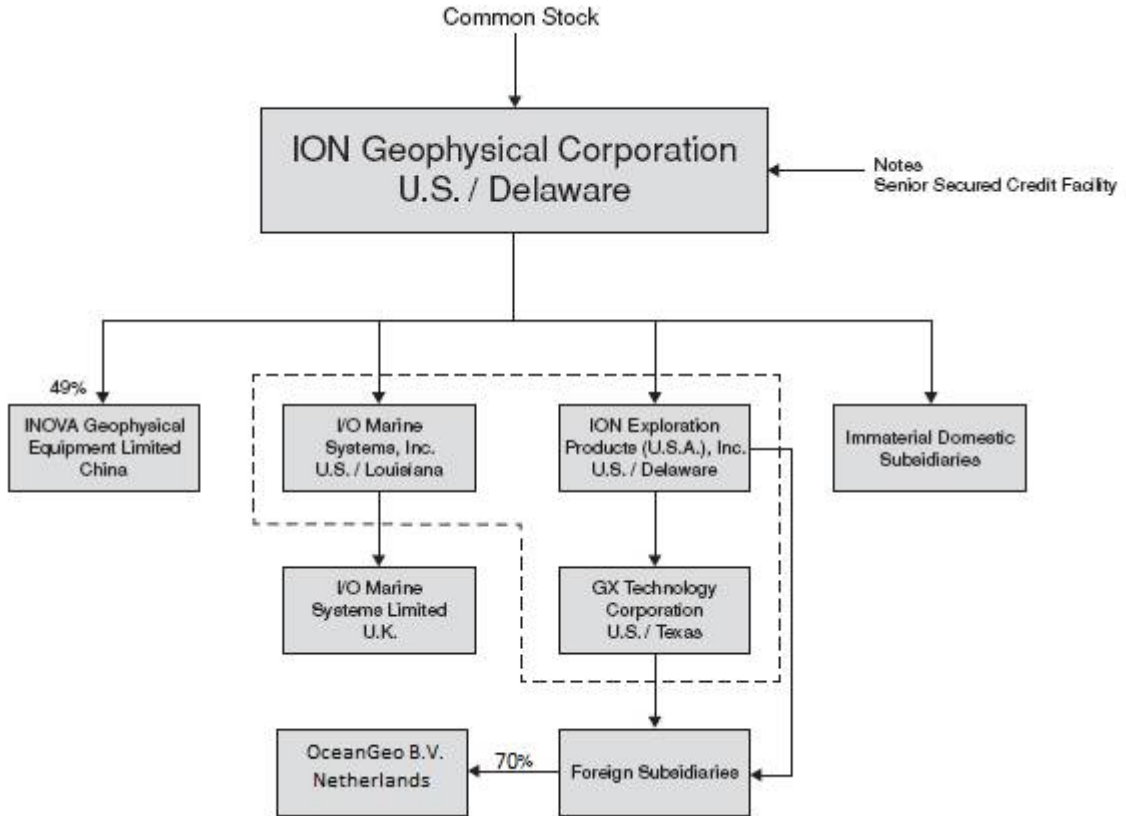 Common Stock
ION Geophysical Corporation
U.S. / Delaware
Notes
Senior Secured Credit Facility
49%
INOVA Geophysical
Equipment Limited
China
I/O Marine
Systems, Inc.
U.S. / Louisiana
ION Exploration
Products (U.S.A.), Inc.
U.S. / Delaware
Immaterial Domestic
Subsidiaries
I/O Marine
Systems Limited
U.K.
GX Technology
Corporation
U.S. / Texas
OceanGeo B.V.
Netherlands
70%
Foreign Subsidiaries